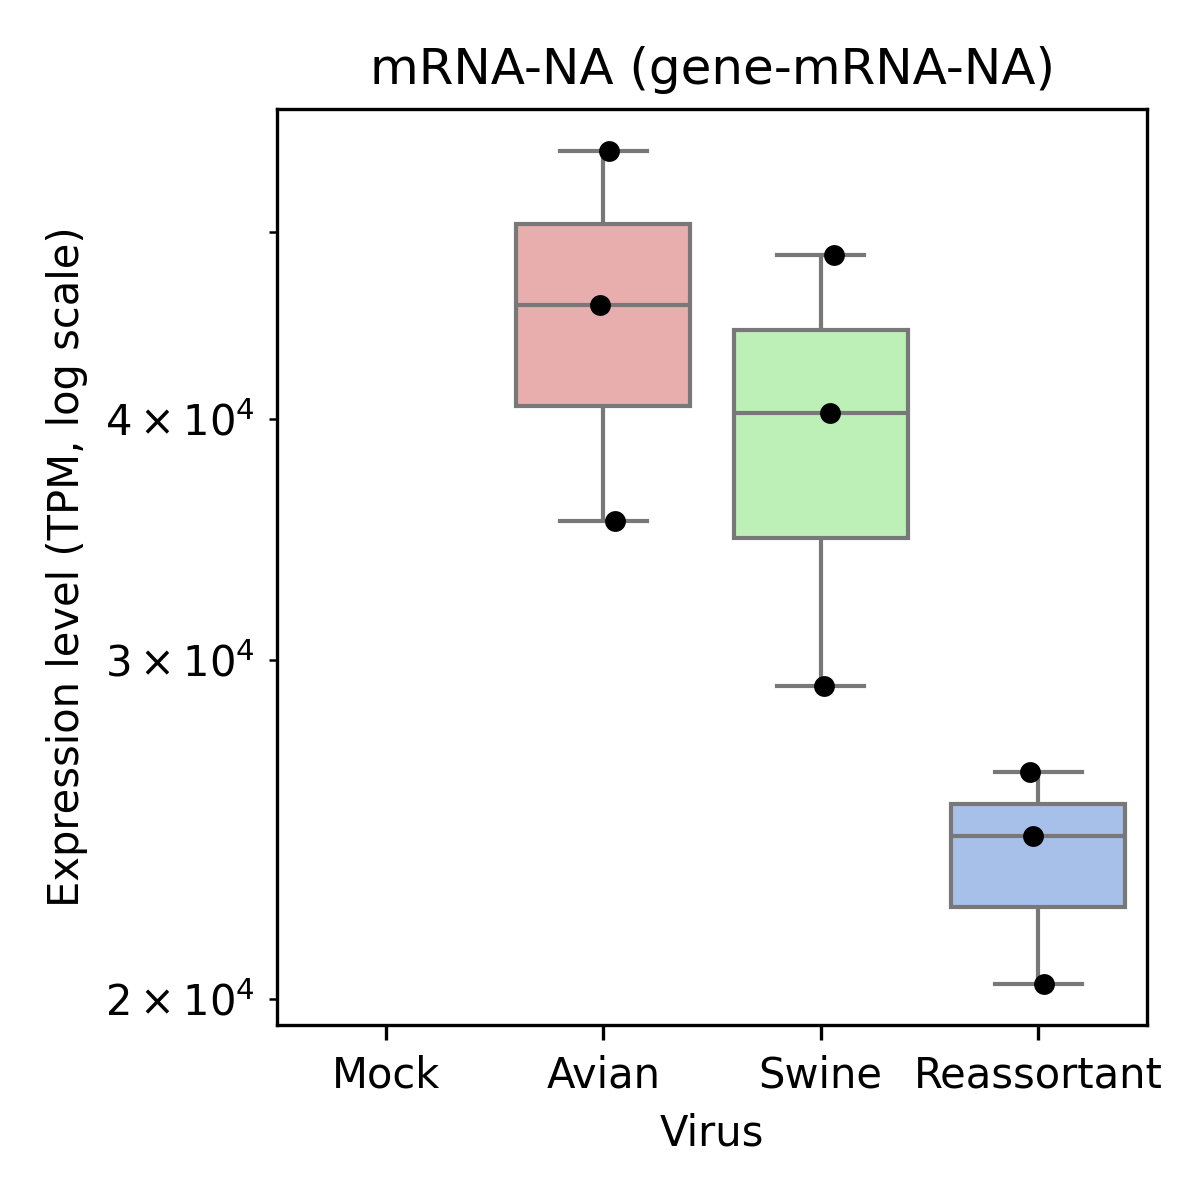 mRNA-NA (gene-mRNA-NA)
Expression level (TPM, log scale)
4 × 10⁴
3 × 10⁴
2 × 10⁴
Mock Avian Swine Reassortant
Virus